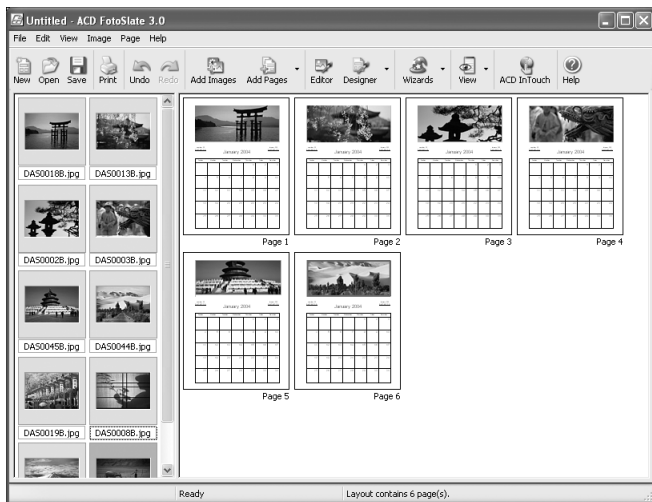 Untitled - ACD FotoSlate 3.0
File Edit View Image Page Help
New Open Save Print Undo Redo Add Images Add Pages Editor Designer Wizards View ACD InTouch Help
DAS0018B.jpg DAS0013B.jpg
DAS0002B.jpg DAS0003B.jpg
DAS0045B.jpg DAS0044B.jpg
DAS0019B.jpg DAS0008B.jpg
January 2004 January 2004 January 2004 January 2004
Page 1 Page 2 Page 3 Page 4
January 2004 January 2004
Page 5 Page 6
Ready Layout contains 6 page(s).